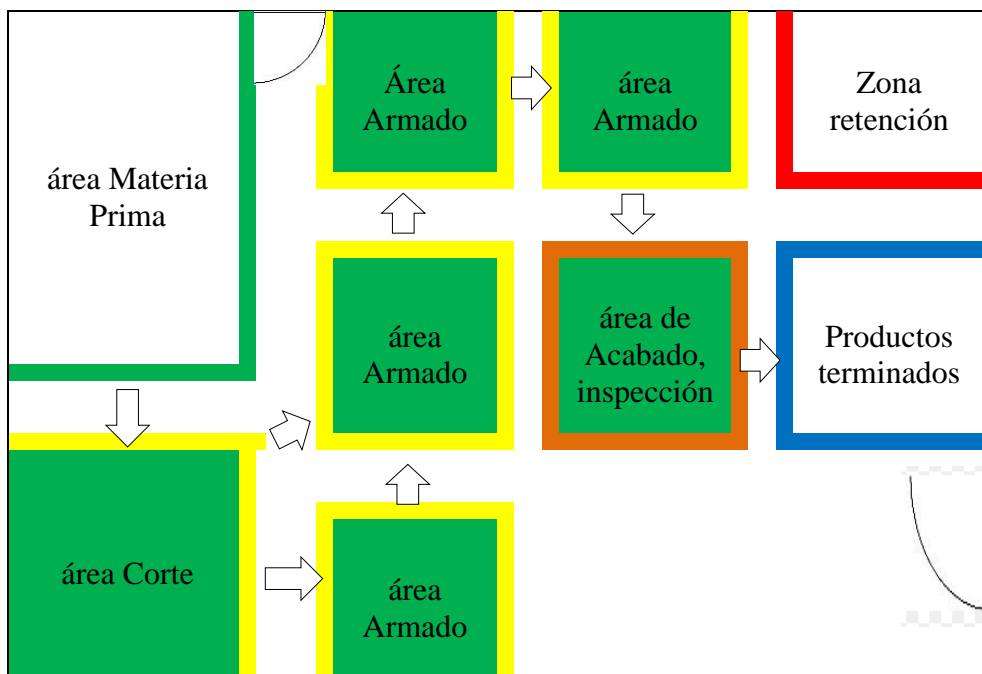 Área
Armado
área
Armado
Zona
retención
área Materia
Prima
área
Armado
área de
Acabado,
inspección
Productos
terminados
área Corte
área
Armado